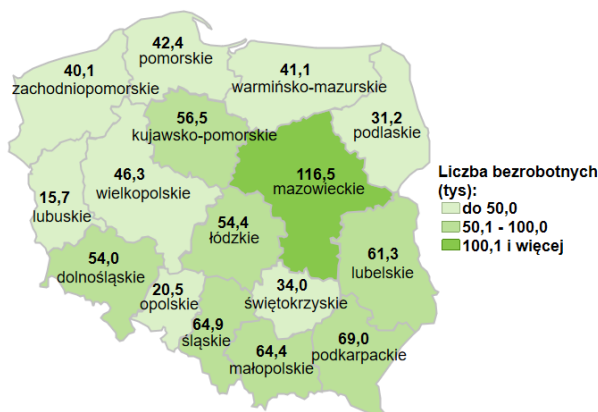 42,4
pomorskie
40,1
zachodniopomorskie
41,1
warmińsko-mazurskie
31,2
podlaskie
56,5
kujawsko-pomorskie
116,5
mazowieckie
46,3
wielkopolskie
15,7
lubuskie
54,4
łódzkie
61,3
lubelskie
54,0
dolnośląskie
20,5
opolskie
34,0
świętokrzyskie
64,9
śląskie
64,4
małopolskie
69,0
podkarpackie
Liczba bezrobotnych
(tys):
do 50,0
50,1 - 100,0
100,1 i więcej